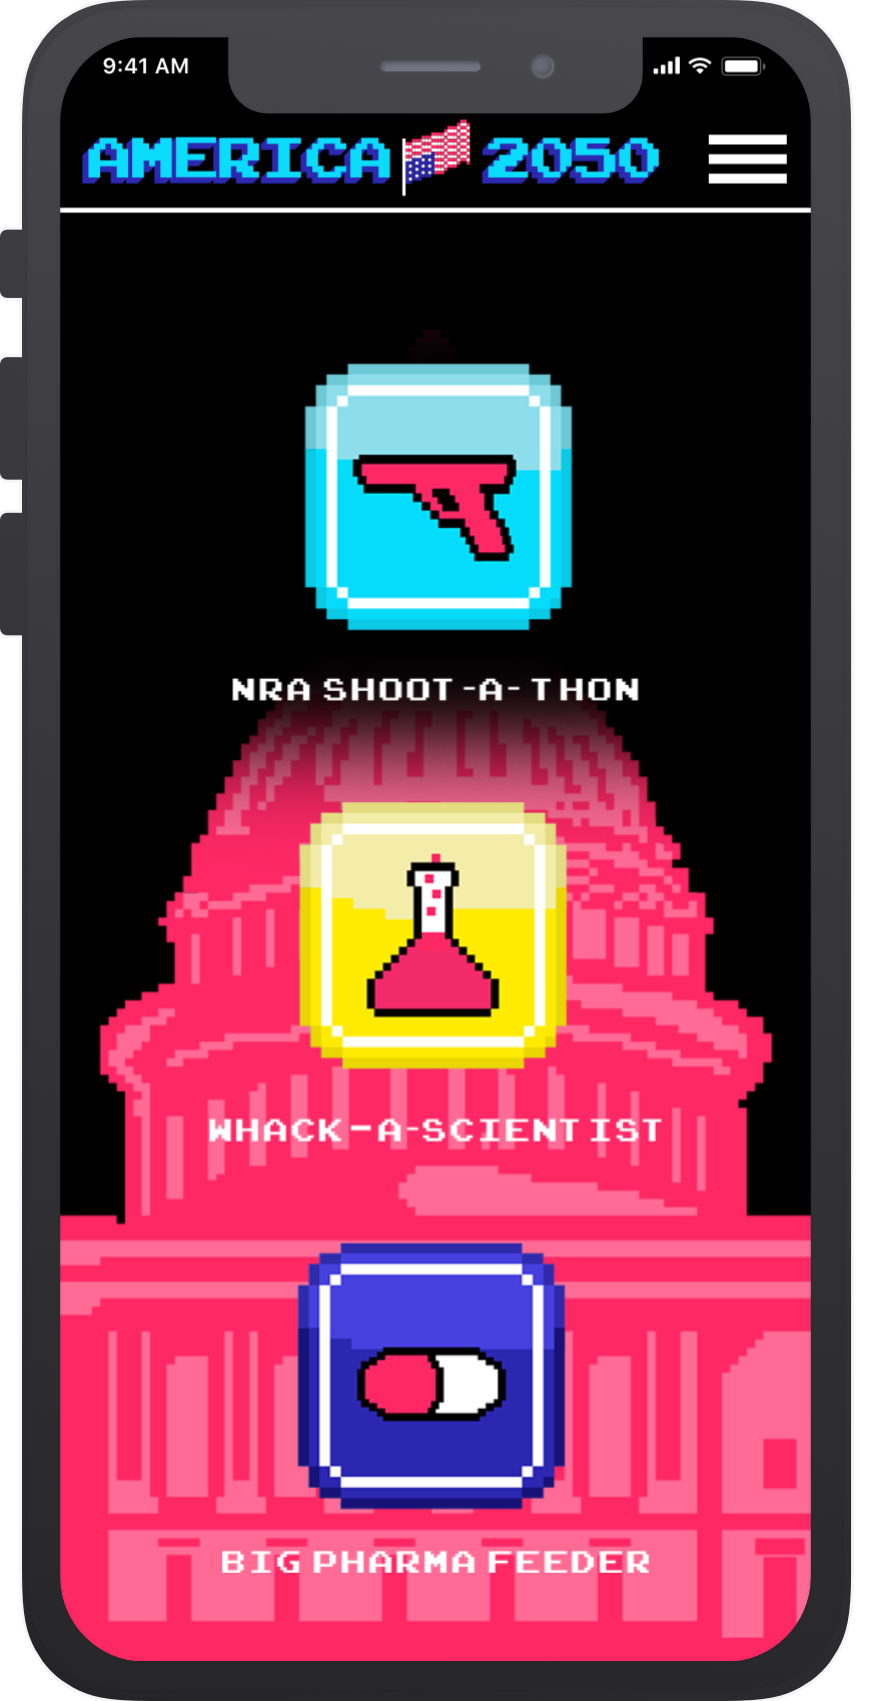 9:41 AM
AMERICA 2050
NRA SHOOT-A-THON
WHACK-A-SCIENTIST
BIG PHARMA FEEDER